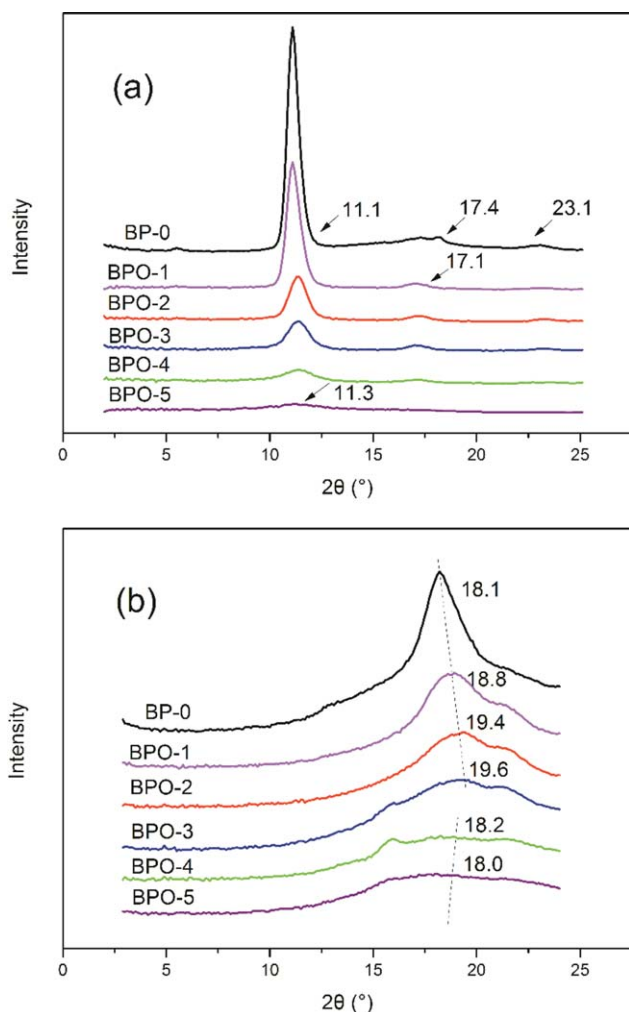 (a)
Intensity
11.1
17.4
23.1
BP-0
17.1
BPO-1
BPO-2
BPO-3
BPO-4
11.3
BPO-5
0 5 10 15 20 25
2θ (°)
(b)
Intensity
18.1
18.8
BP-0
19.4
BPO-1
19.6
BPO-2
BPO-3
18.2
BPO-4
18.0
BPO-5
0 5 10 15 20 25
2θ (°)